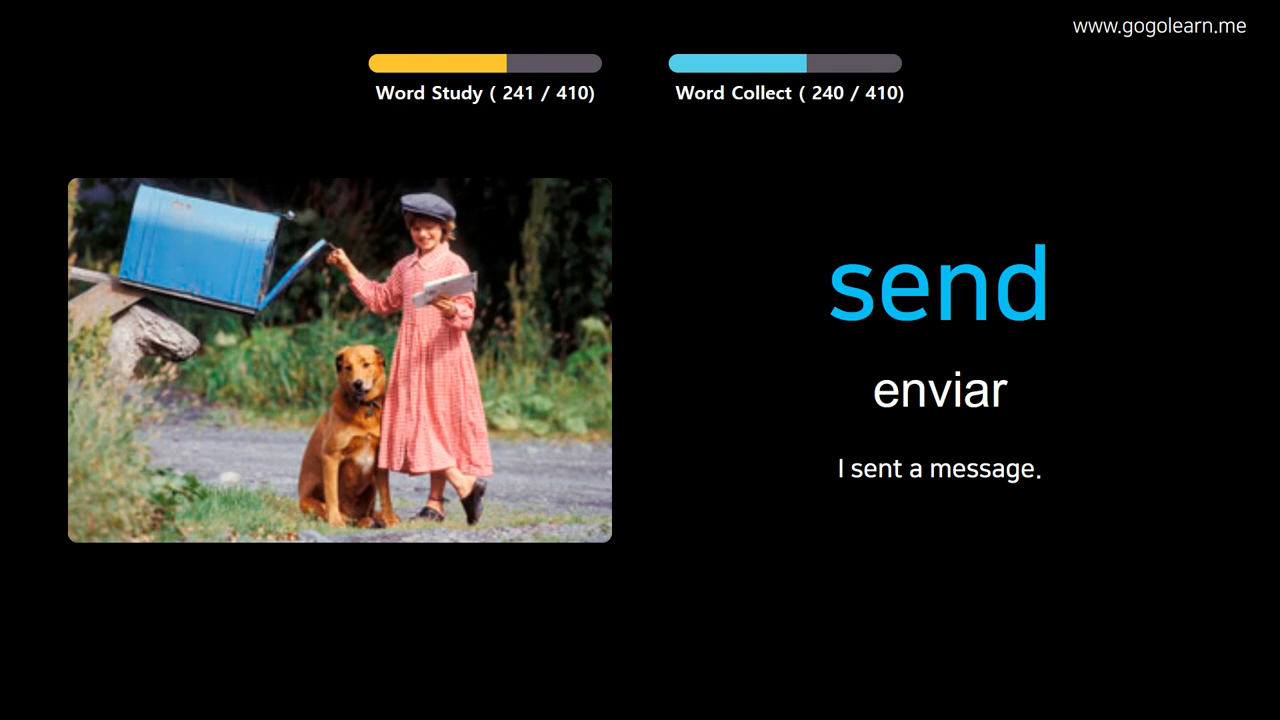 www.gogolearn.me
Word Study ( 241 / 410)
Word Collect ( 240 / 410)
send
enviar
I sent a message.